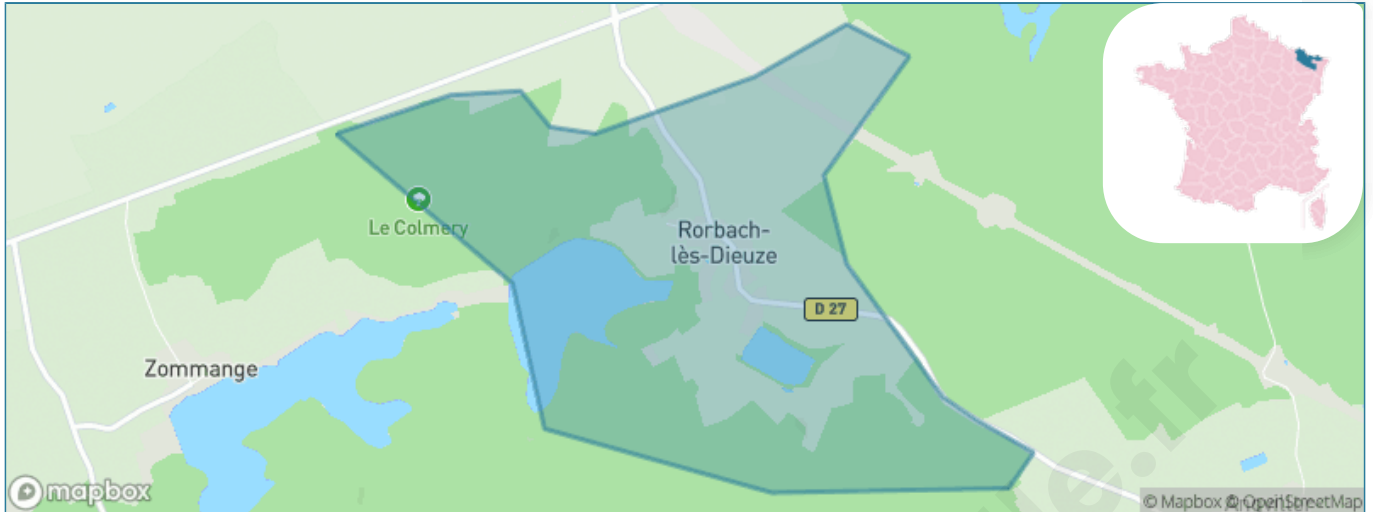 Le Colmery
Rorbach-
lès-Dieuze
D 27
Zommange
mapbox
© Mapbox © OpenStreetMap